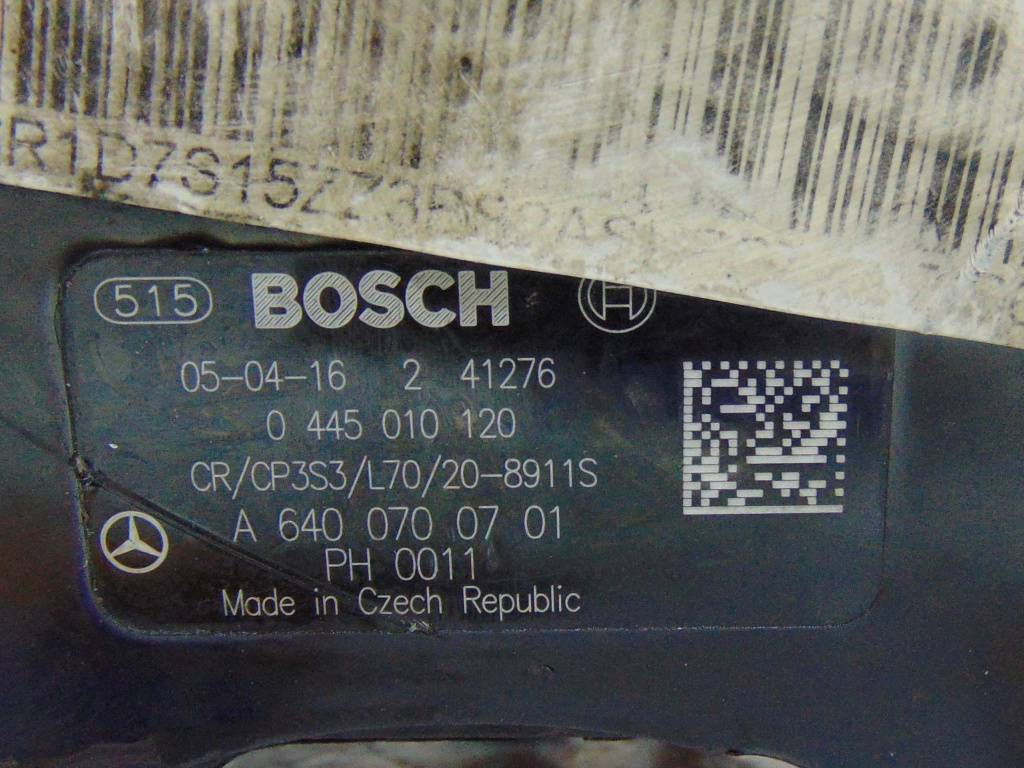 R1D7S15ZZ
515 BOSCH H
05-04-16 2 41276
0 445 010 120
CR/CP3S3/L70/20-8911S
A 640 070 07 01
PH 0011
Made in Czech Republic